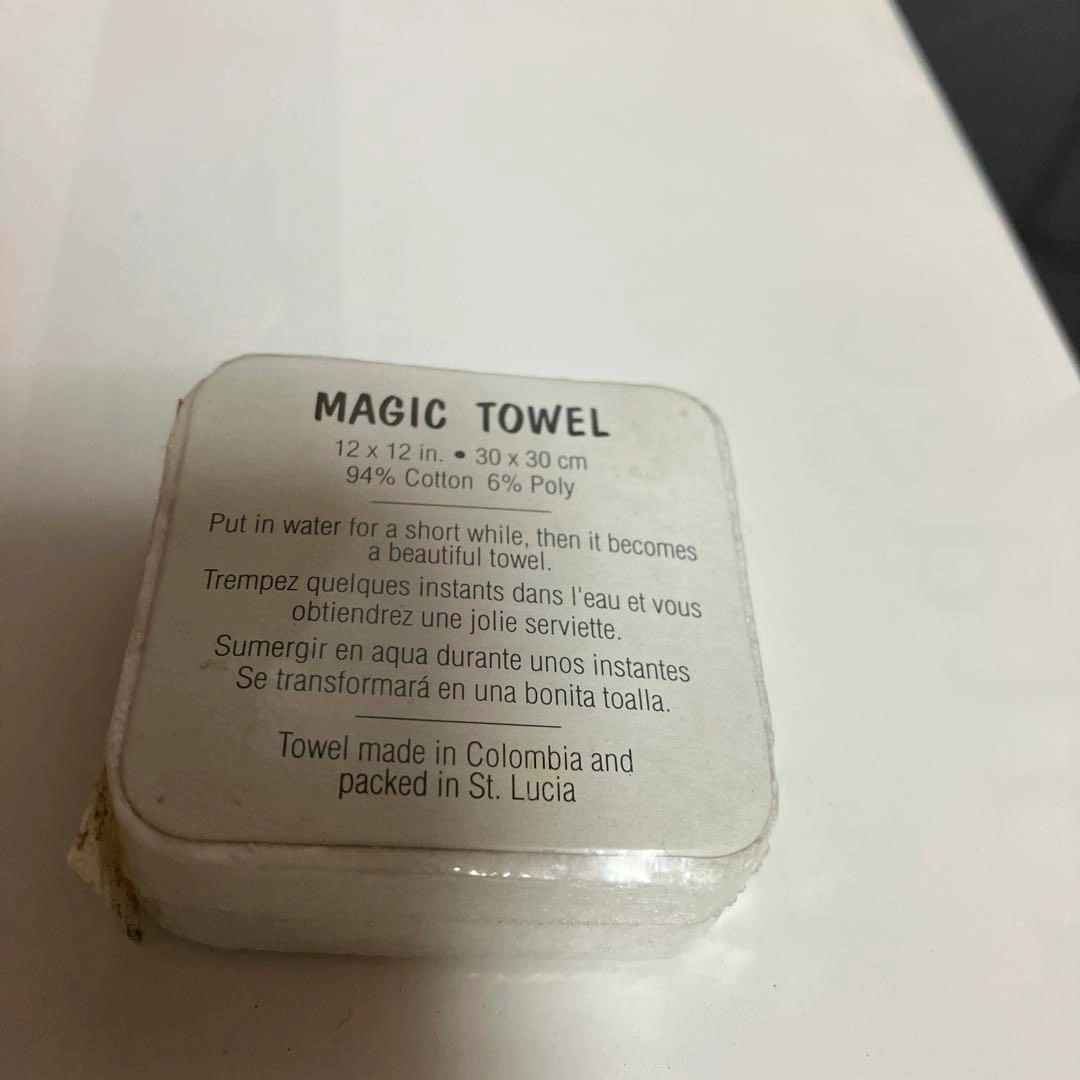 MAGIC TOWEL
12 x 12 in. • 30 x 30 cm
94% Cotton 6% Poly
Put in water for a short while, then it becomes
a beautiful towel.
Trempez quelques instants dans l'eau et vous
obtiendrez une jolie serviette.
Sumergir en aqua durante unos instantes
Se transformará en una bonita toalla.
Towel made in Colombia and
packed in St. Lucia